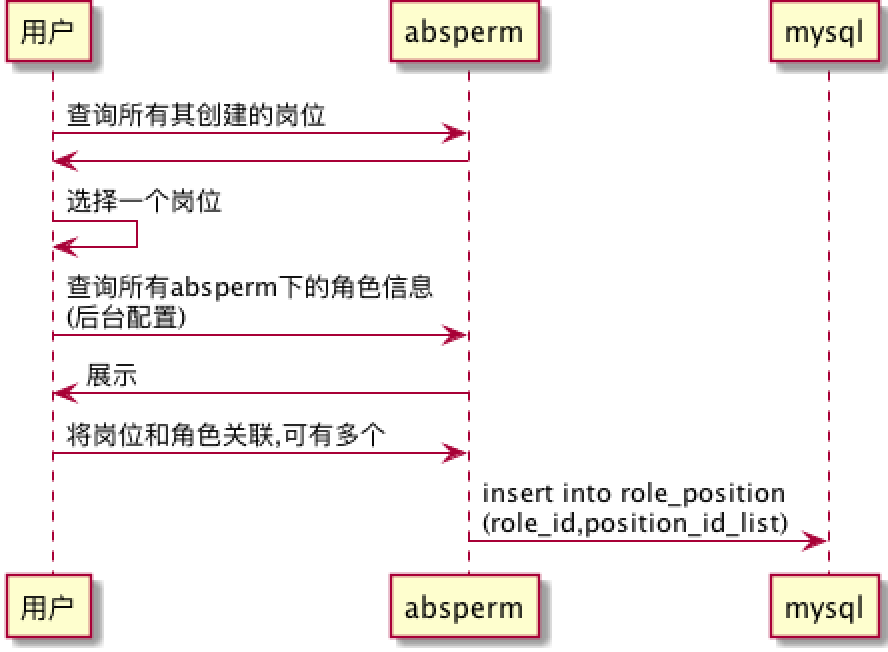 用户
absperm
mysql
查询所有其创建的岗位
选择一个岗位
查询所有absperm下的角色信息
(后台配置)
展示
将岗位和角色关联,可有多个
insert into role_position
(role_id,position_id_list)
用户
absperm
mysql